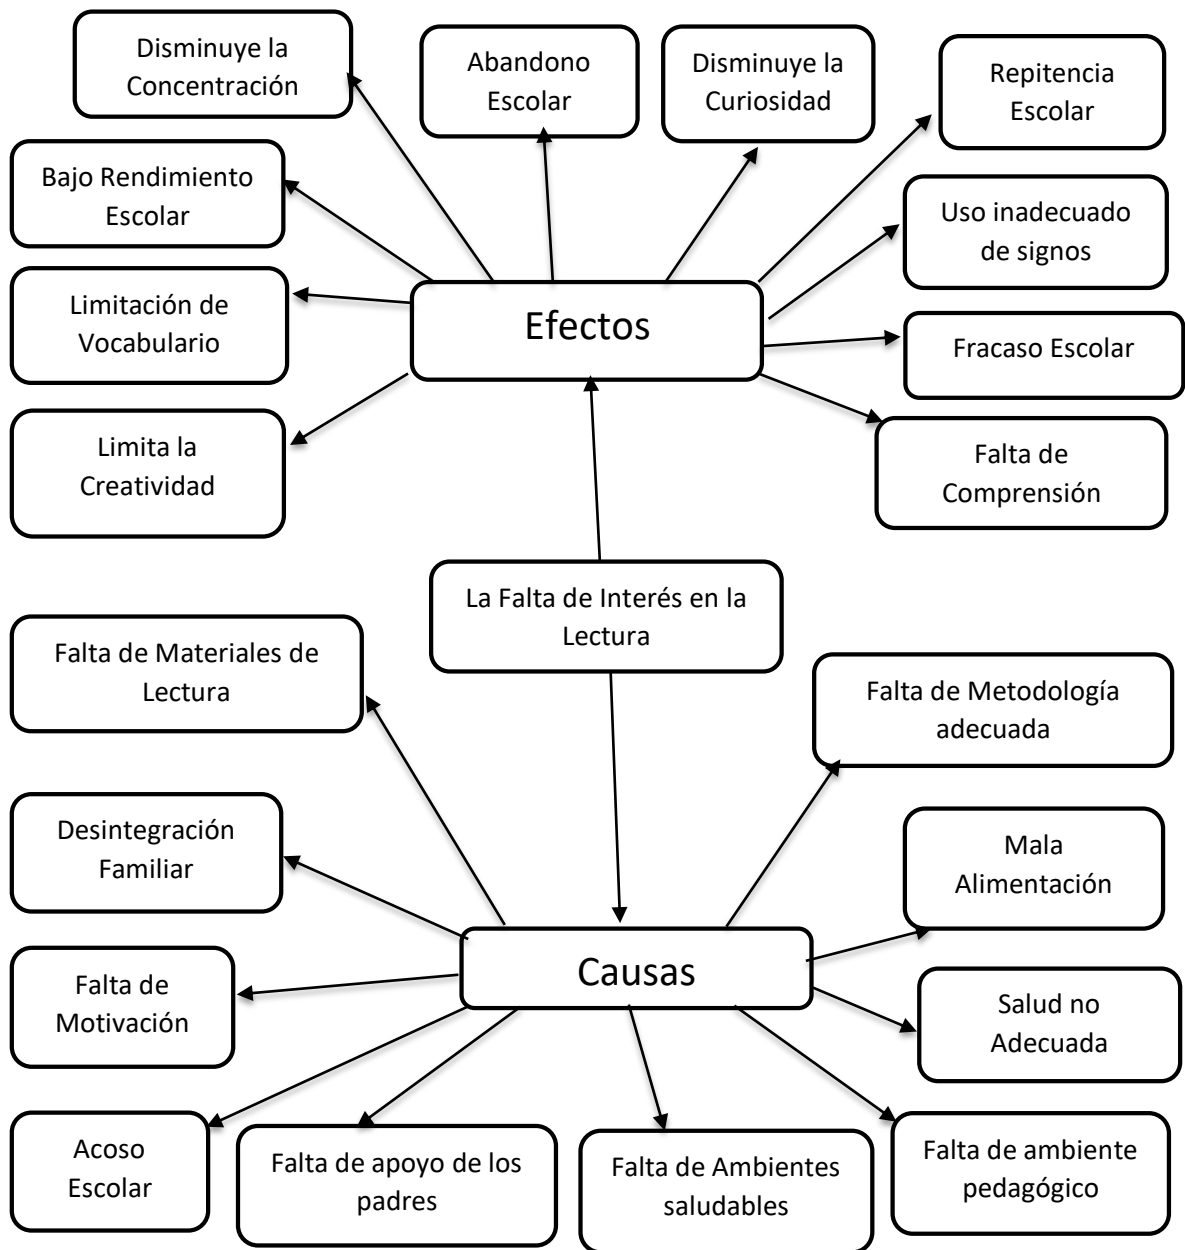 Disminuye la
Concentración
Abandono
Escolar
Disminuye la
Curiosidad
Repitencia
Escolar
Bajo Rendimiento
Escolar
Uso inadecuado
de signos
Limitación de
Vocabulario
Efectos
Fracaso Escolar
Limita la
Creatividad
Falta de
Comprensión
La Falta de Interés en la
Lectura
Falta de Materiales de
Lectura
Falta de Metodología
adecuada
Desintegración
Familiar
Mala
Alimentación
Causas
Falta de
Motivación
Salud no
Adecuada
Acoso
Escolar
Falta de apoyo de los
padres
Falta de Ambientes
saludables
Falta de ambiente
pedagógico